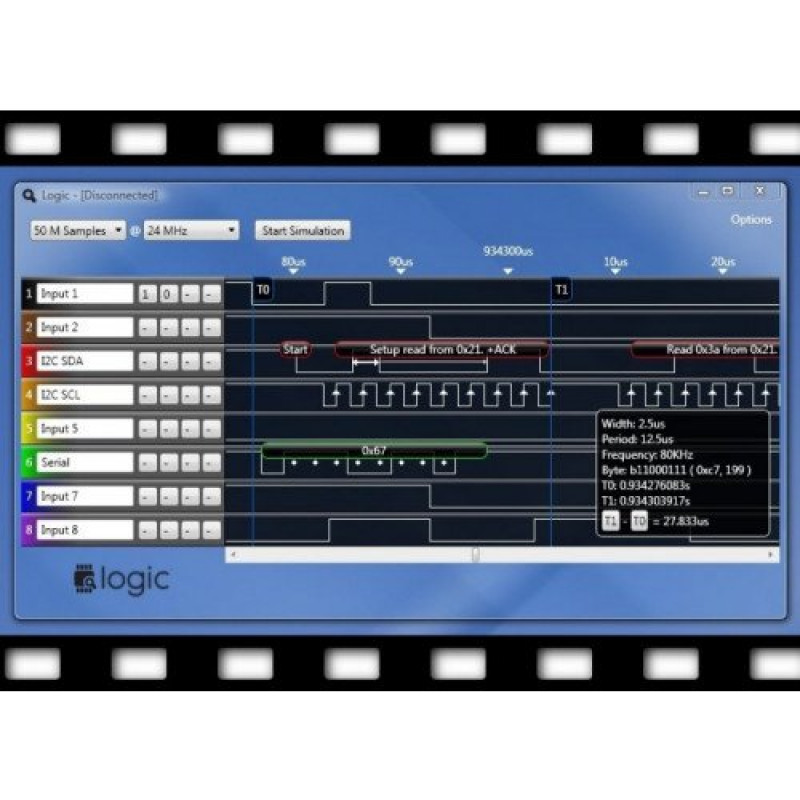 Logic - [Disconnected]
50 M Samples @ 24 MHz Start Simulation
Options
934300us
80us 90us 10us 20us
1 Input 1 1 0 - - T0 T1
2 Input 2 - - - -
Start Setup read from 0x21. +ACK Read 0x3a from 0x21.
3 I2C SDA - - - -
4 I2C SCL - - - -
5 Input 5 - - - -
0x67
6 Serial - - - -
7 Input 7 - - - -
8 Input 8 - - - -
Width: 2.5us
Period: 12.5us
Frequency: 80KHz
Byte: b11000111 ( 0xc7, 199 )
T0: 0.934276083s
T1: 0.934303917s
T1 - T0 = 27.833us
logic